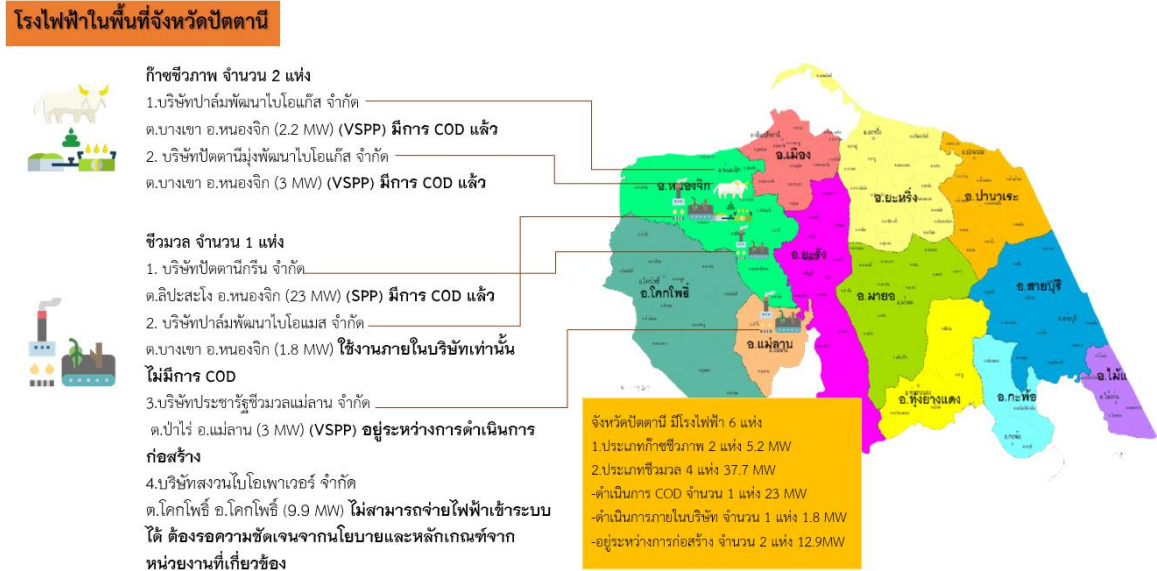 โรงไฟฟ้าในพื้นที่จังหวัดปัตตานี
ก๊าซชีวภาพ จำนวน 2 แห่ง
1.บริษัทปาล์มพัฒนาไบโอแก๊ส จำกัด
ต.บางเขา อ.หนองจิก (2.2 MW) (VSPP) มีการ COD แล้ว
2. บริษัทปัตตานีมุ่งพัฒนาไบโอแก๊ส จำกัด
ต.บางเขา อ.หนองจิก (3 MW) (VSPP) มีการ COD แล้ว
ชีวมวล จำนวน 1 แห่ง
1. บริษัทปัตตานีกรีน จำกัด
ต.ลิปะสะโง อ.หนองจิก (23 MW) (SPP) มีการ COD แล้ว
2. บริษัทปาล์มพัฒนาไบโอแมส จำกัด
ต.บางเขา อ.หนองจิก (1.8 MW) ใช้งานภายในบริษัทเท่านั้น
ไม่มีการ COD
3.บริษัทประชารัฐชีวมวลแม่ลาน จำกัด
ต.ป่าไร่ อ.แม่ลาน (3 MW) (VSPP) อยู่ระหว่างการดำเนินการ
ก่อสร้าง
4.บริษัทสงวนไบโอเพาเวอร์ จำกัด
ต.โคกโพธิ์ อ.โคกโพธิ์ (9.9 MW) ไม่สามารถจ่ายไฟฟ้าเข้าระบบ
ได้ ต้องรอความชัดเจนจากนโยบายและหลักเกณฑ์จาก
หน่วยงานที่เกี่ยวข้อง
อ.เมือง
อ.หนองจิก
อ.ยะหริ่ง
อ.ปานาเระ
อ.ยะรัง
อ.โคกโพธิ์
อ.มายอ
อ.สายบุรี
อ.แม่ลาน
อ.ทุ่งยางแดง
อ.กะพ้อ
อ.ไม้แ
จังหวัดปัตตานี มีโรงไฟฟ้า 6 แห่ง
1.ประเภทก๊าซชีวภาพ 2 แห่ง 5.2 MW
2.ประเภทชีวมวล 4 แห่ง 37.7 MW
-ดำเนินการ COD จำนวน 1 แห่ง 23 MW
-ดำเนินการภายในบริษัท จำนวน 1 แห่ง 1.8 MW
-อยู่ระหว่างการก่อสร้าง จำนวน 2 แห่ง 12.9MW